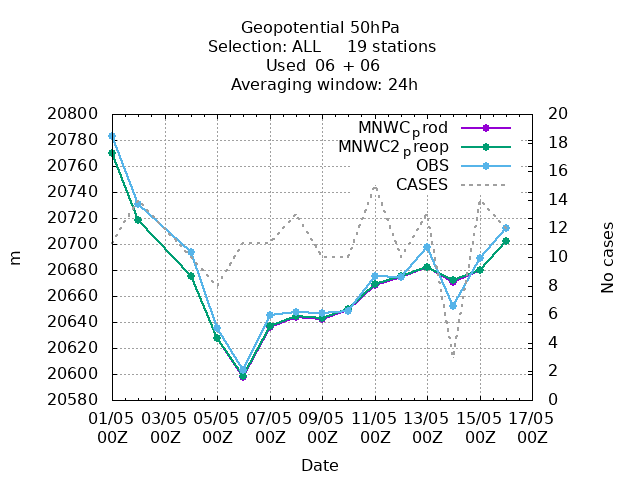 Geopotential 50hPa
Selection: ALL 19 stations
Used 06 + 06
Averaging window: 24h
MNWCprod
MNWC2preop
OBS
CASES
20800
20780
20760
20740
20720
20700
20680
20660
20640
20620
20600
20580
m
20
18
16
14
12
10
8
6
4
2
0
No cases
01/05 03/05 05/05 07/05 09/05 11/05 13/05 15/05 17/05
00Z 00Z 00Z 00Z 00Z 00Z 00Z 00Z 00Z
Date